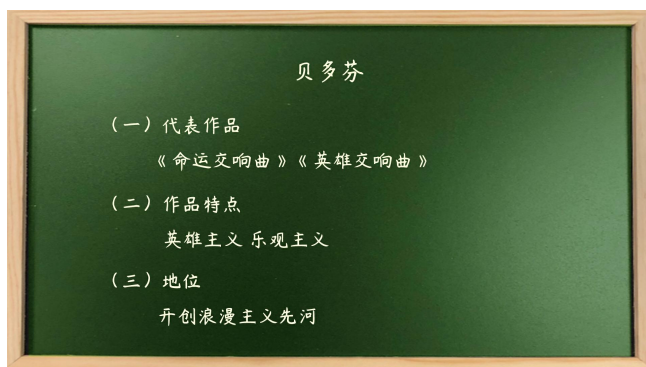 贝多芬
（一）代表作品
《命运交响曲》《英雄交响曲》
（二）作品特点
英雄主义 乐观主义
（三）地位
开创浪漫主义先河